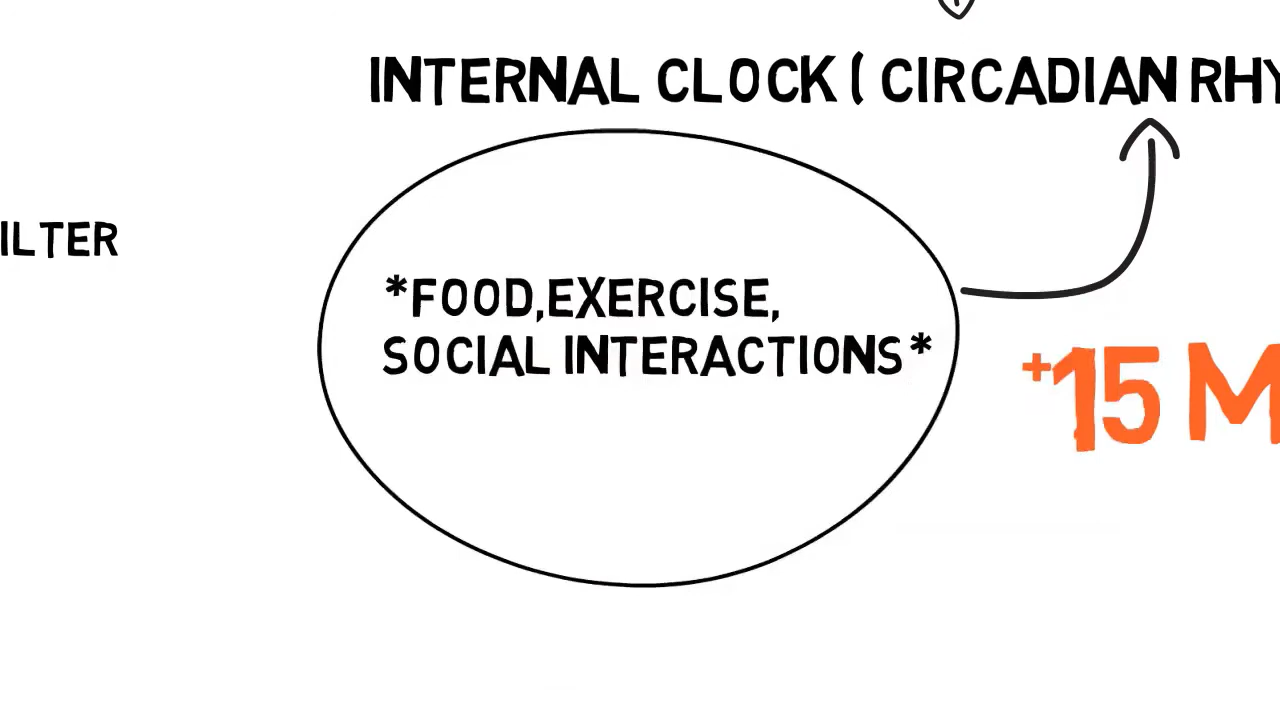 INTERNAL CLOCK ( CIRCADIAN RHY
ILTER
*FOOD,EXERCISE,
SOCIAL INTERACTIONS*
+15 M